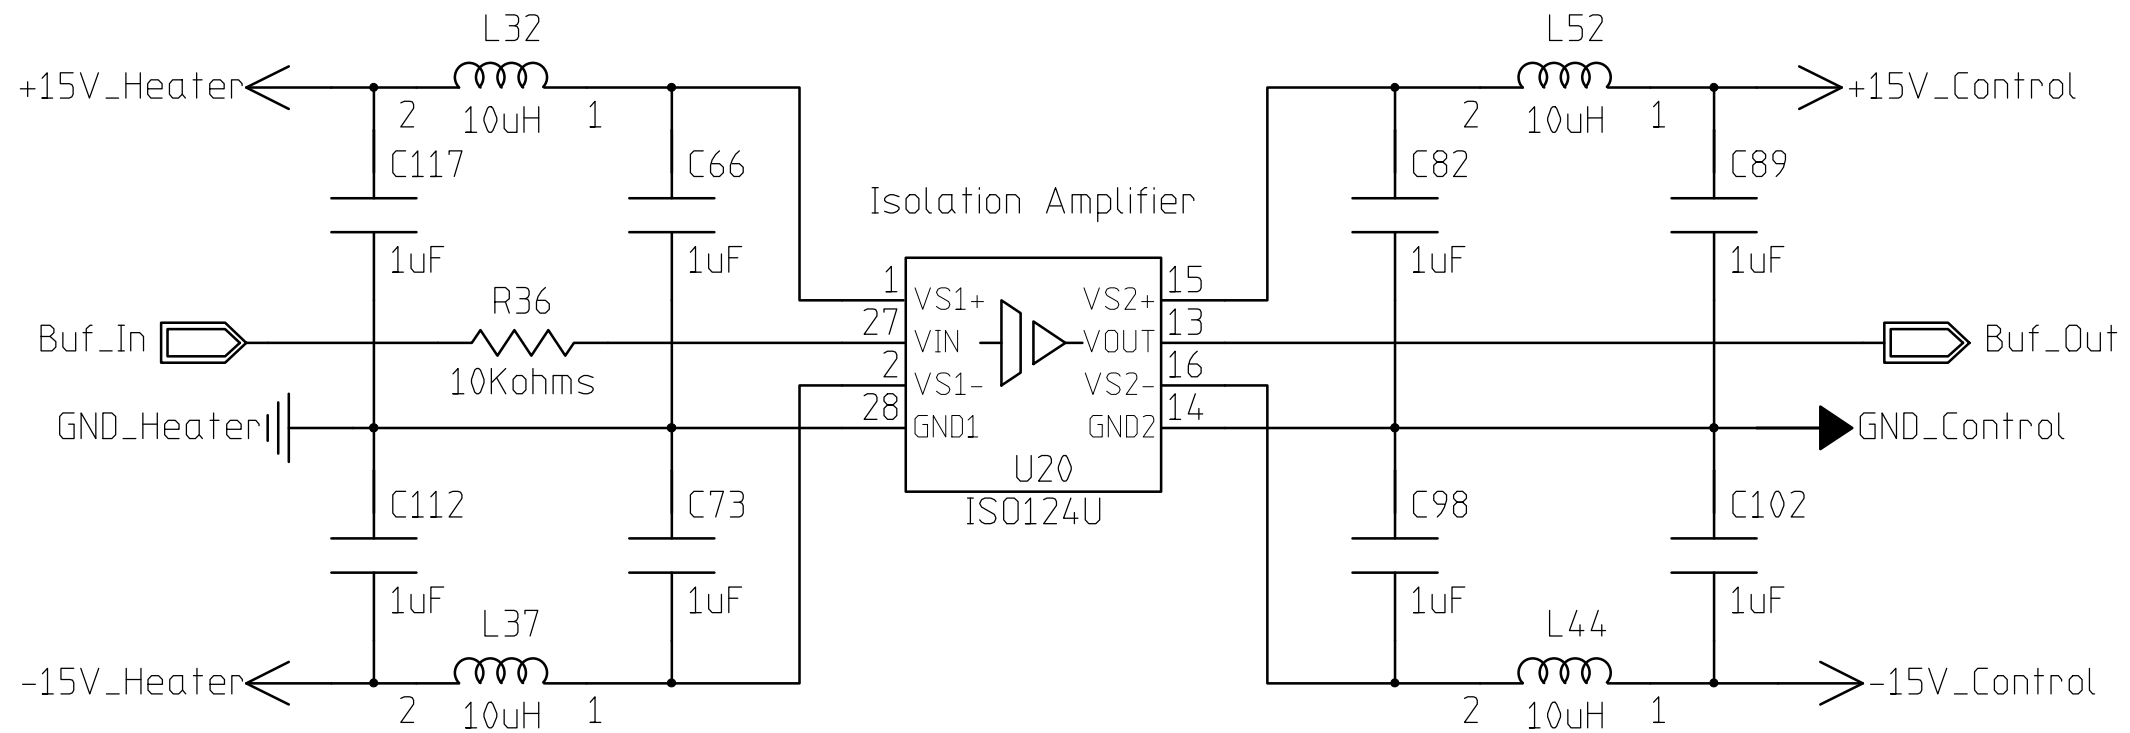 L32
L52
+15V_Heater
+15V_Control
2
10uH
1
2
10uH
1
C117
C66
C82
C89
Isolation Amplifier
1uF
1uF
1uF
1uF
1
VS1+
VS2+
15
R36
27
VIN
VOUT
13
Buf_In
Buf_Out
10Kohms
2
VS1-
VS2-
16
GND_Heater
28
GND1
GND2
14
GND_Control
U20
ISO124U
C112
C73
C98
C102
1uF
1uF
1uF
1uF
L37
L44
-15V_Heater
-15V_Control
2
10uH
1
2
10uH
1